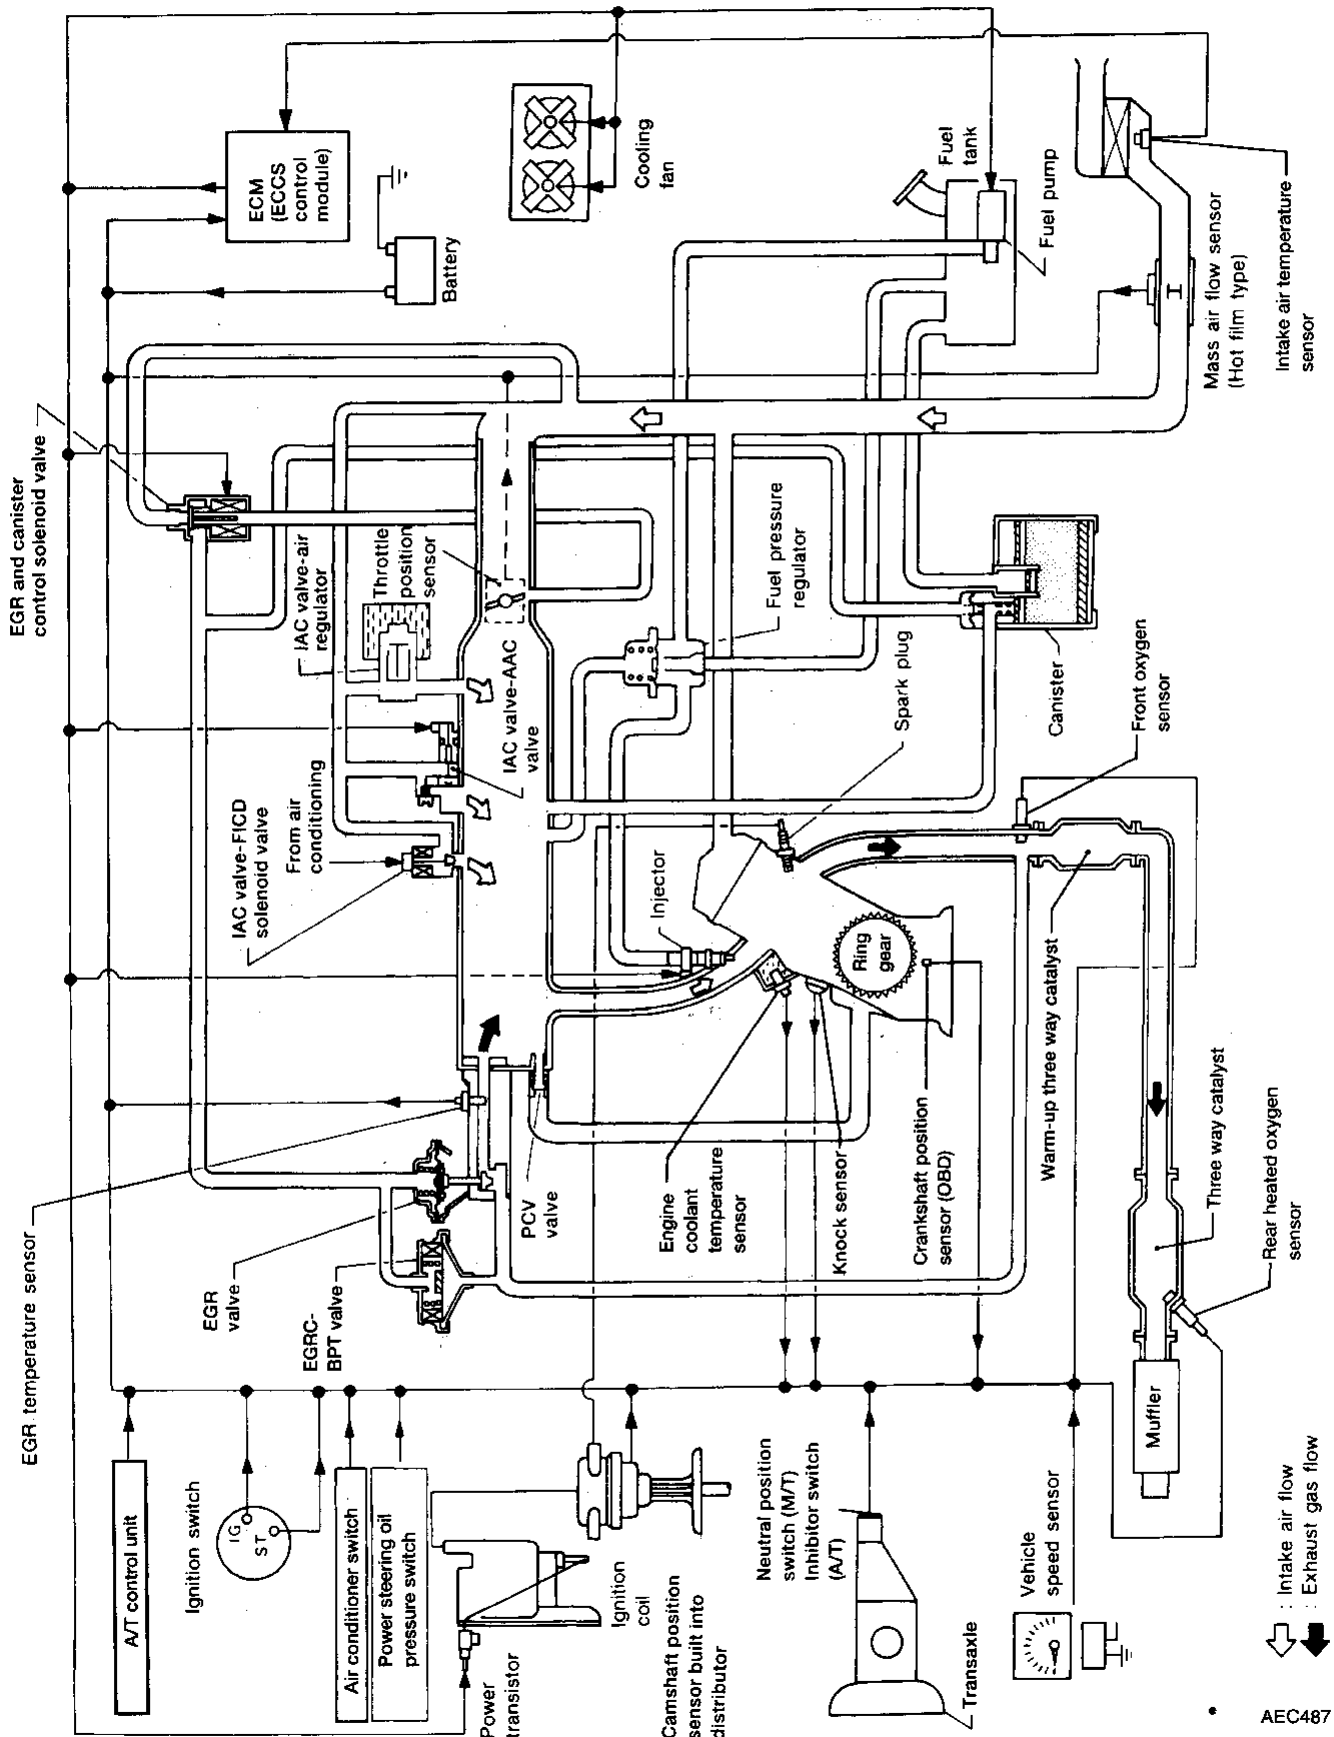 EGR temperature sensor
EGR and canister
control solenoid valve
ECM
(ECCS
control
module)
Battery
Cooling
fan
Fuel
tank
Fuel pump
Mass air flow sensor
(Hot film type)
Intake air temperature
sensor
IAC valve-air
regulator
Throttle
position
sensor
IAC valve-AAC
valve
Fuel pressure
regulator
IAC valve-FICD
solenoid valve
From air
conditioning
Spark plug
Canister
Front oxygen
sensor
Injector
Ring
gear
EGR
valve
EGRC-
BPT valve
PCV
valve
Engine
coolant
temperature
sensor
Knock sensor
Crankshaft position
sensor (OBD)
Warm-up three way catalyst
Three way catalyst
Rear heated oxygen
sensor
Muffler
A/T control unit
Ignition switch
IG
ST
Air conditioner switch
Power steering oil
pressure switch
Power
transistor
Ignition
coil
Camshaft position
sensor built into
distributor
Neutral position
switch (M/T)
Inhibitor switch
(A/T)
Transaxle
Vehicle
speed sensor
: Intake air flow
: Exhaust gas flow
AEC487